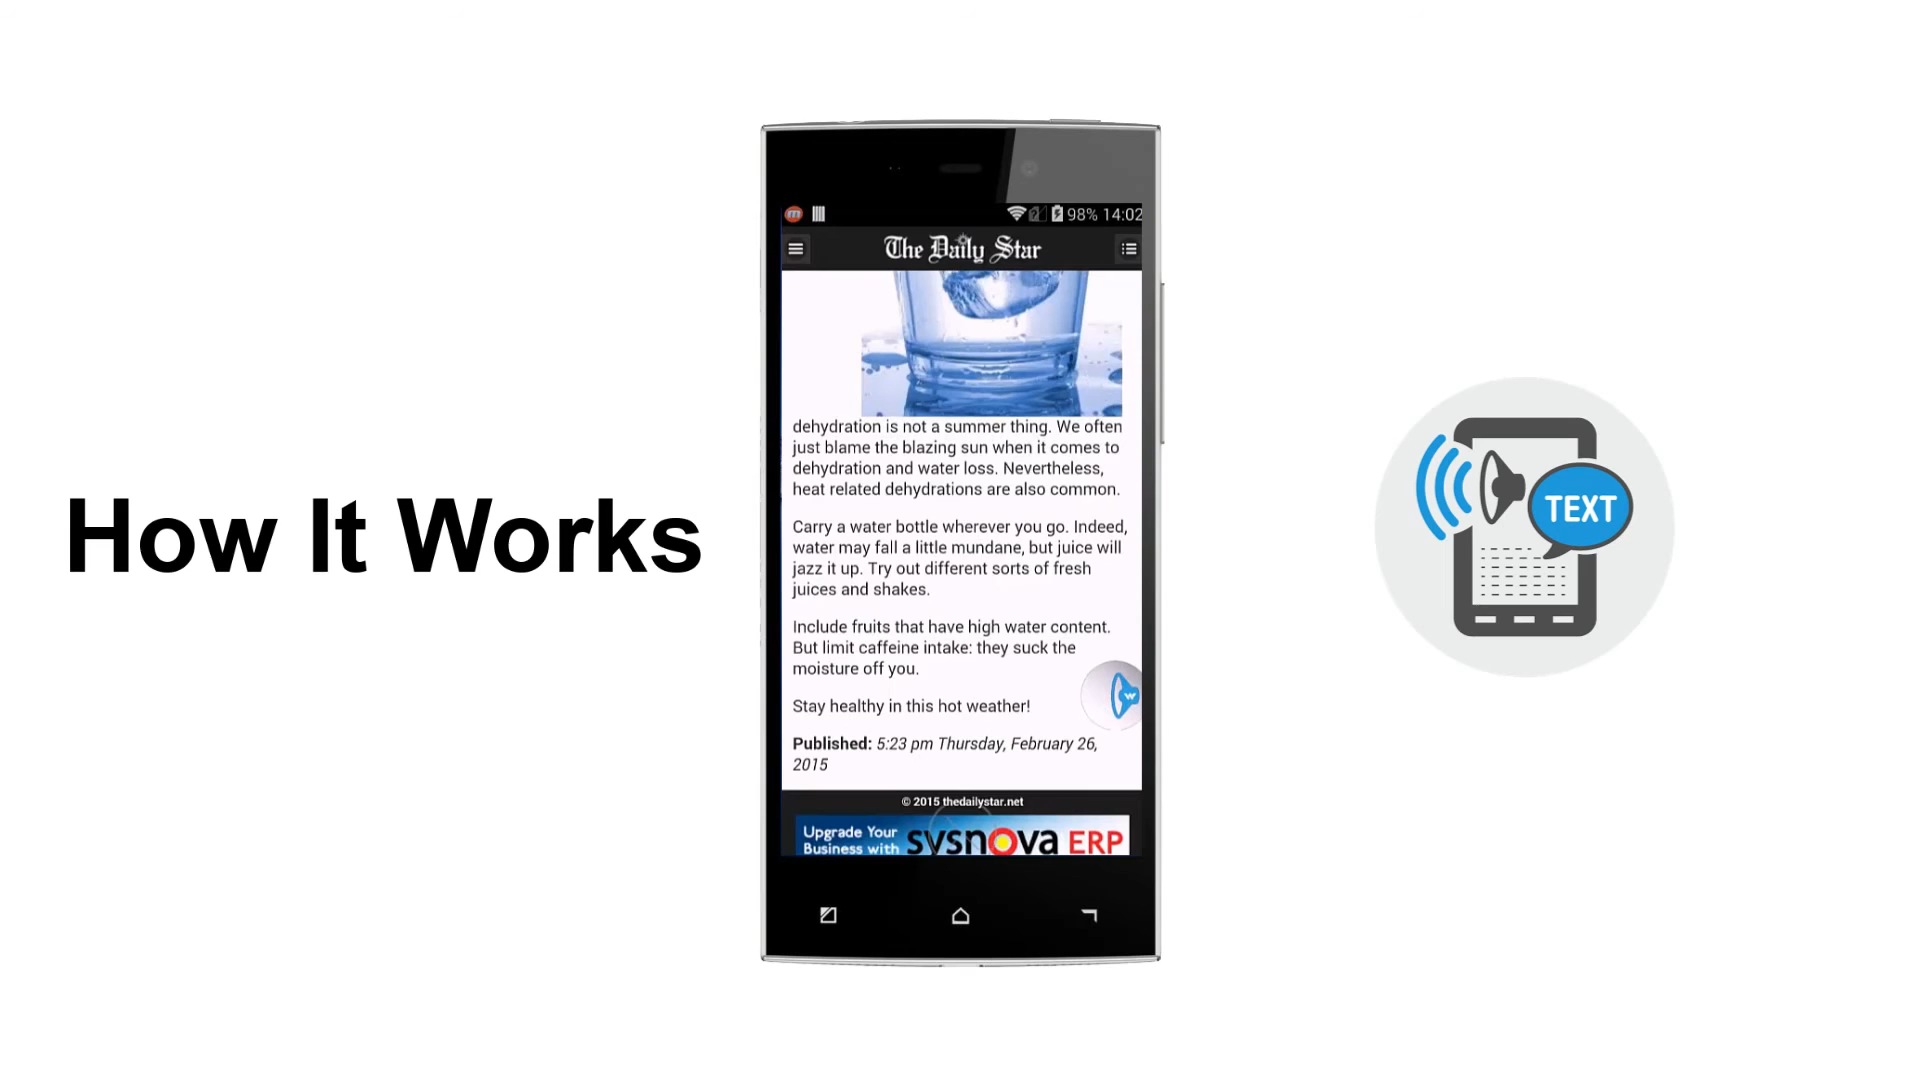 How It Works
98% 14:02
The Daily Star
dehydration is not a summer thing. We often
just blame the blazing sun when it comes to
dehydration and water loss. Nevertheless,
heat related dehydrations are also common.
Carry a water bottle wherever you go. Indeed,
water may fall a little mundane, but juice will
jazz it up. Try out different sorts of fresh
juices and shakes.
Include fruits that have high water content.
But limit caffeine intake: they suck the
moisture off you.
Stay healthy in this hot weather!
Published: 5:23 pm Thursday, February 26,
2015
© 2015 thedailystar.net
Upgrade Your
Business with
sysnova ERP
TEXT